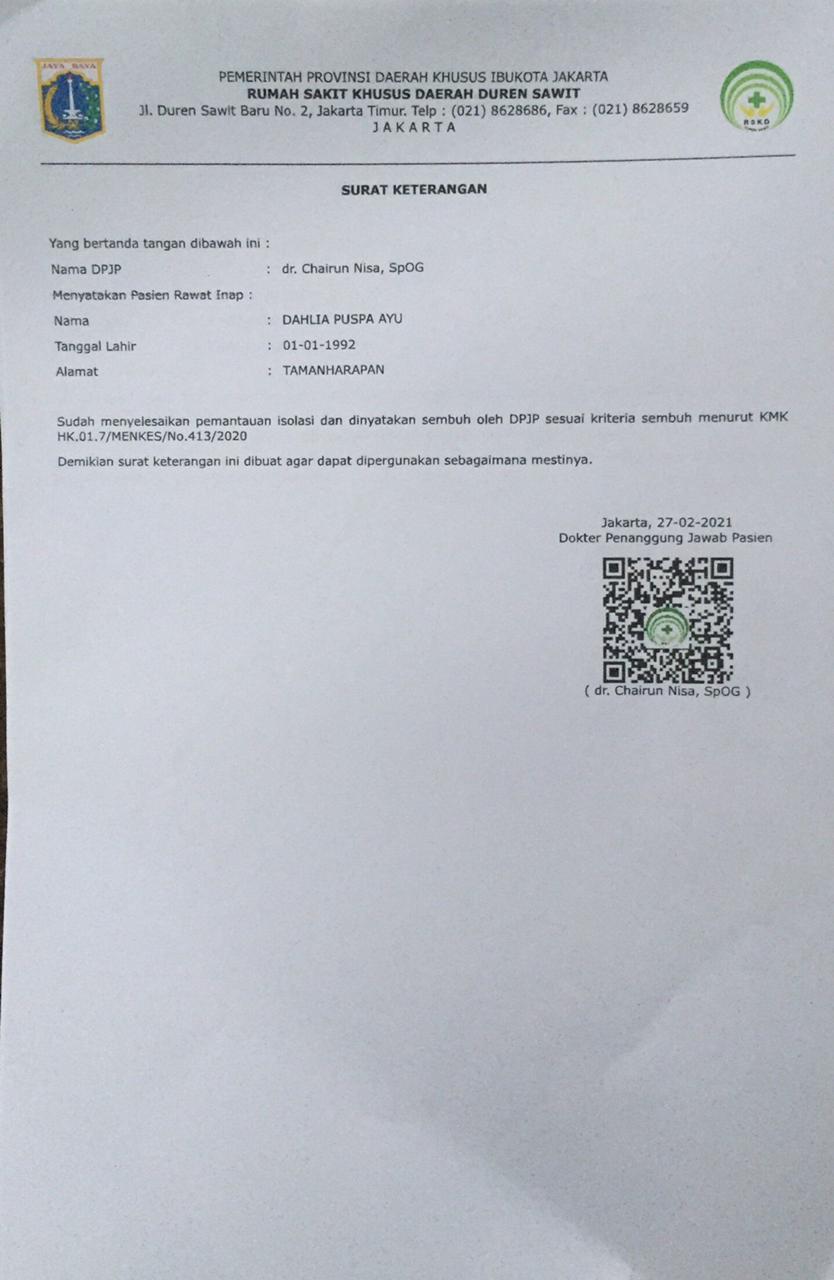 JAYA RAYA
PEMERINTAH PROVINSI DAERAH KHUSUS IBUKOTA JAKARTA
RUMAH SAKIT KHUSUS DAERAH DUREN SAWIT
Jl. Duren Sawit Baru No. 2, Jakarta Timur. Telp : (021) 8628686, Fax : (021) 8628659
J A K A R T A
RSKD
SURAT KETERANGAN
Yang bertanda tangan dibawah ini :
Nama DPJP : dr. Chairun Nisa, SpOG
Menyatakan Pasien Rawat Inap :
Nama : DAHLIA PUSPA AYU
Tanggal Lahir : 01-01-1992
Alamat : TAMANHARAPAN
Sudah menyelesaikan pemantauan isolasi dan dinyatakan sembuh oleh DPJP sesuai kriteria sembuh menurut KMK
HK.01.7/MENKES/No.413/2020
Demikian surat keterangan ini dibuat agar dapat dipergunakan sebagaimana mestinya.
Jakarta, 27-02-2021
Dokter Penanggung Jawab Pasien
( dr. Chairun Nisa, SpOG )